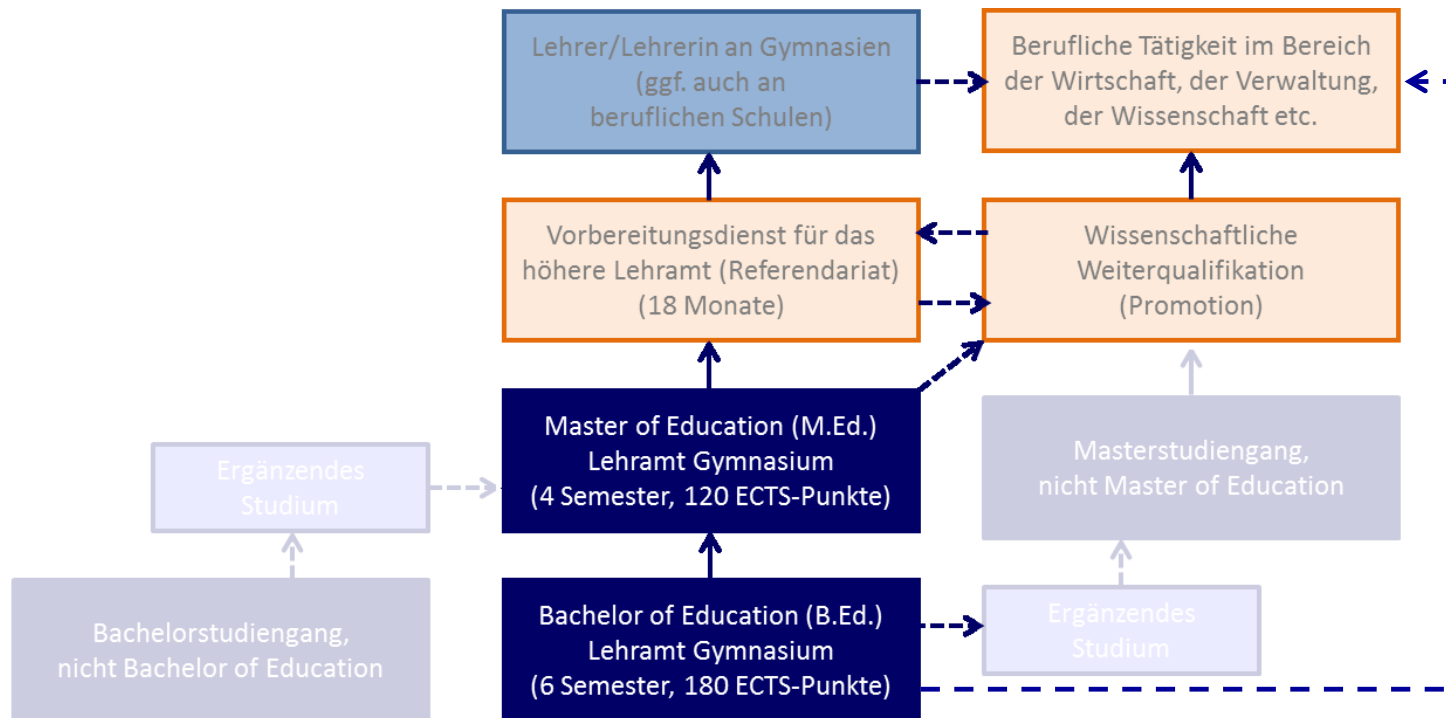 Lehrer/Lehrerin an Gymnasien
(ggf. auch an
beruflichen Schulen)
Berufliche Tätigkeit im Bereich
der Wirtschaft, der Verwaltung,
der Wissenschaft etc.
Vorbereitungsdienst für das
höhere Lehramt (Referendariat)
(18 Monate)
Wissenschaftliche
Weiterqualifikation
(Promotion)
Ergänzendes
Studium
Master of Education (M.Ed.)
Lehramt Gymnasium
(4 Semester, 120 ECTS-Punkte)
Masterstudiengang,
nicht Master of Education
Bachelorstudiengang,
nicht Bachelor of Education
Bachelor of Education (B.Ed.)
Lehramt Gymnasium
(6 Semester, 180 ECTS-Punkte)
Ergänzendes
Studium